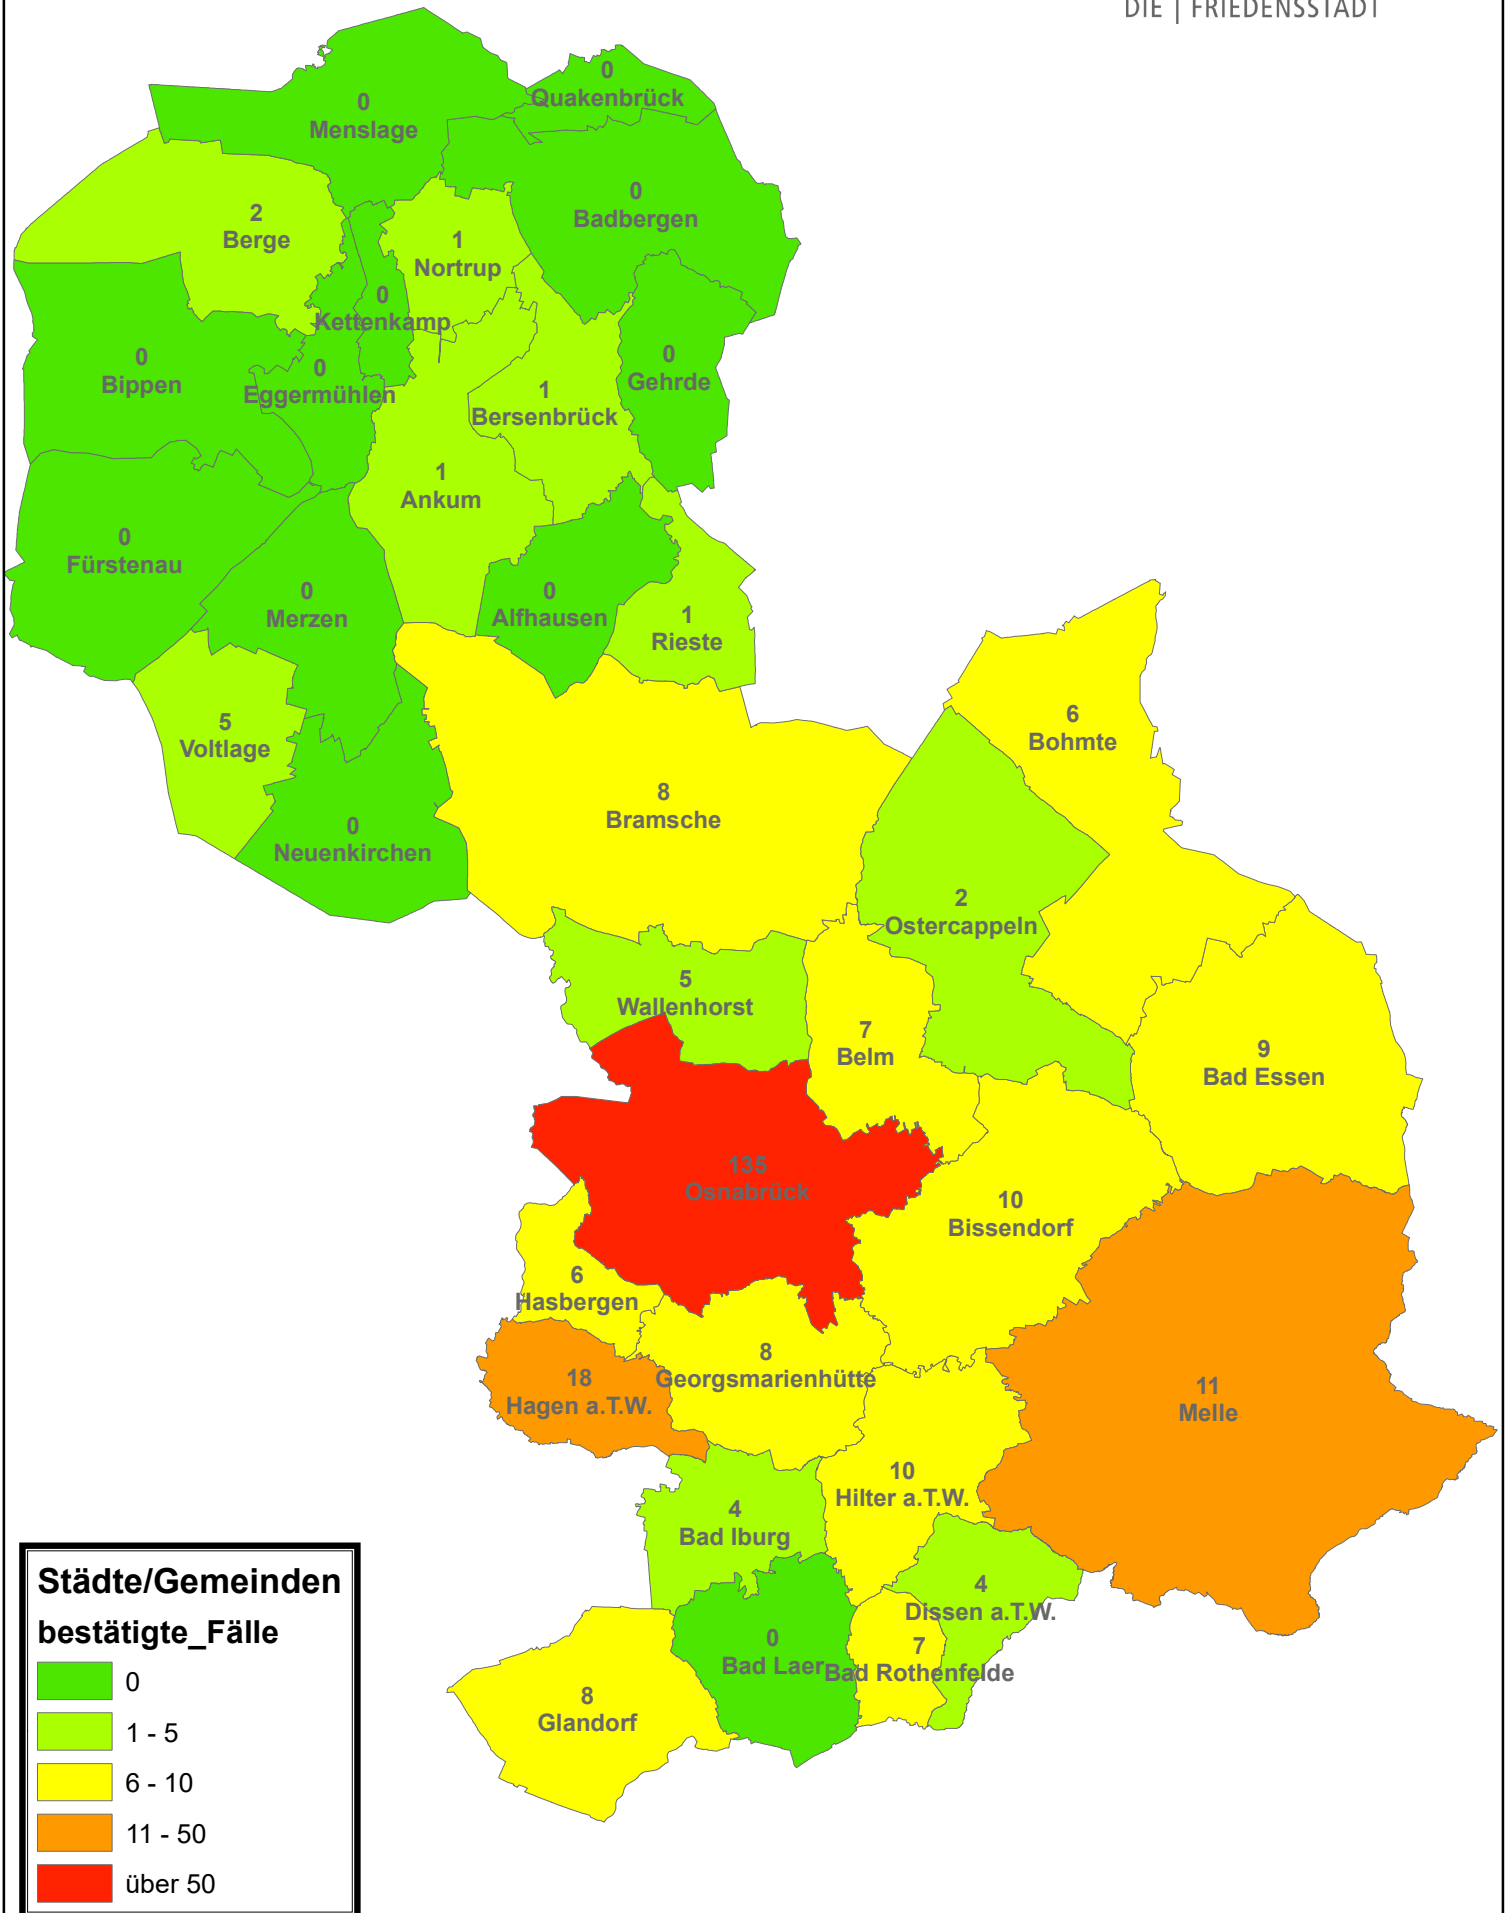 DIE | FRIEDENSSTADT
0
Quakenbrück
0
Menslage
0
Badbergen
2
Berge
1
Nortrup
0
Kettenkamp
0
Bippen
0
Eggermühlen
0
Gehrde
1
Bersenbrück
1
Ankum
0
Fürstenau
0
Merzen
0
Alfhausen
1
Rieste
5
Voltlage
6
Bohmte
8
Bramsche
0
Neuenkirchen
2
Ostercappeln
5
Wallenhorst
7
Belm
9
Bad Essen
135
Osnabrück
10
Bissendorf
6
Hasbergen
8
Georgsmarienhütte
18
Hagen a.T.W.
11
Melle
10
Hilter a.T.W.
4
Bad Iburg
4
Dissen a.T.W.
0
Bad Laer
7
Bad Rothenfelde
8
Glandorf
Städte/Gemeinden
bestätigte_Fälle
0
1 - 5
6 - 10
11 - 50
über 50